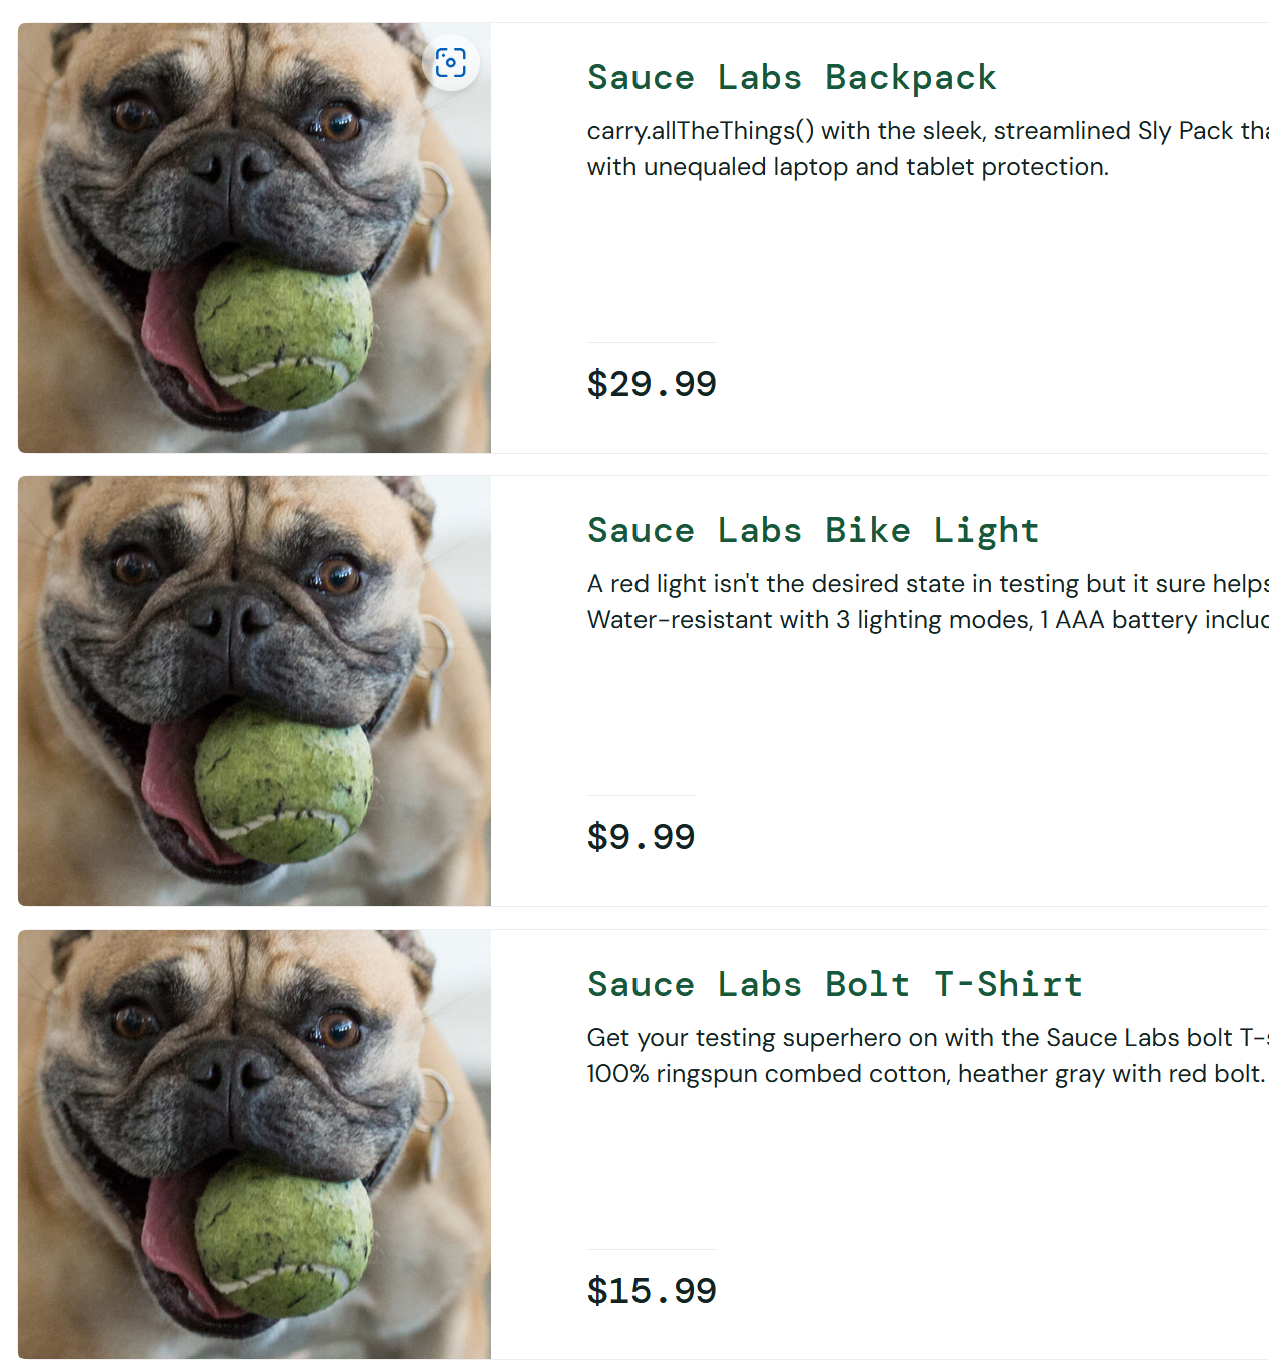 Sauce Labs Backpack
carry.allTheThings() with the sleek, streamlined Sly Pack
with unequaled laptop and tablet protection.
$29.99
Sauce Labs Bike Light
A red light isn't the desired state in testing but it sure helps
Water-resistant with 3 lighting modes, 1 AAA battery
$9.99
Sauce Labs Bolt T-Shirt
Get your testing superhero on with the Sauce Labs bolt
100% ringspun combed cotton, heather gray with red bolt.
$15.99